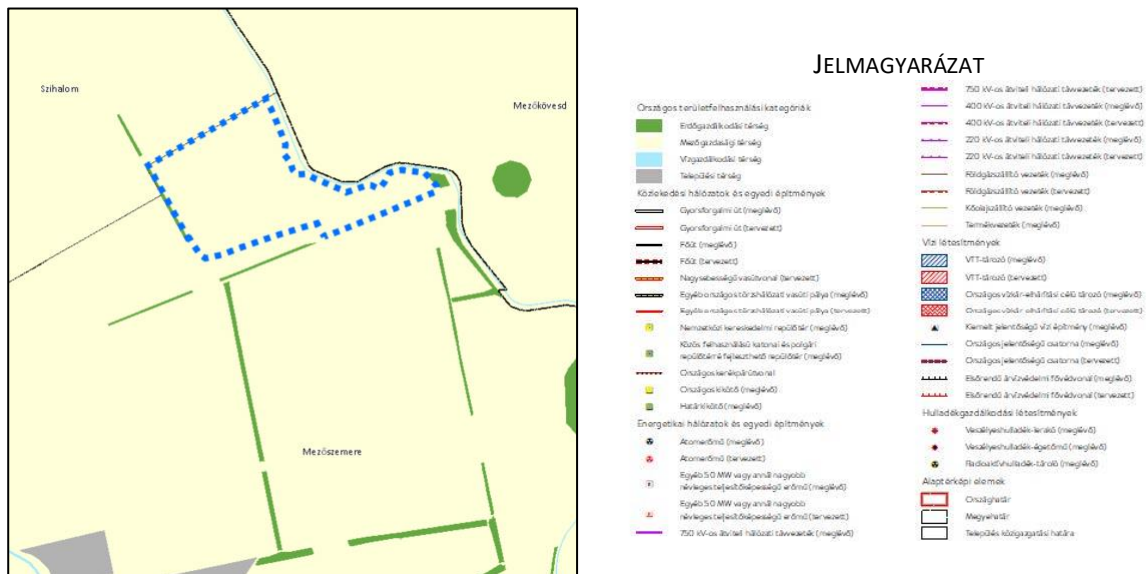 Szihalom
Mezőkövesd
Mezőszemere
JELMAGYARÁZAT
Országos területfelhasználási kategóriák
Erdőgazdálkodási térség
Mezőgazdasági térség
Vízgazdálkodási térség
Települési térség
Közlekedési hálózatok és egyedi építmények
Gyorsforgalmi út (meglévő)
Gyorsforgalmi út (tervezett)
Főút (meglévő)
Főút (tervezett)
Nagysebességű vasútvonal (tervezett)
Egyéb országos törzshálózati vasúti pálya (meglévő)
Egyéb országos törzshálózati vasúti pálya (tervezett)
Nemzetközi kereskedelmi repülőtér (meglévő)
Közös felhasználású katonai és polgári
repülőtérré fejleszthető repülőtér (meglévő)
Országos kerékpárútvonal
Országos kikötő (meglévő)
Határkikötő (meglévő)
Energetikai hálózatok és egyedi építmények
Atomerőmű (meglévő)
Atomerőmű (tervezett)
Egyéb 50 MW vagy annál nagyobb
névleges teljesítőképességű erőmű (meglévő)
Egyéb 50 MW vagy annál nagyobb
névleges teljesítőképességű erőmű (tervezett)
750 kV-os átviteli hálózati távvezeték (meglévő)
750 kV-os átviteli hálózati távvezeték (tervezett)
400 kV-os átviteli hálózati távvezeték (meglévő)
400 kV-os átviteli hálózati távvezeték (tervezett)
220 kV-os átviteli hálózati távvezeték (meglévő)
220 kV-os átviteli hálózati távvezeték (tervezett)
Földgázszállító vezeték (meglévő)
Földgázszállító vezeték (tervezett)
Kőolajszállító vezeték (meglévő)
Termékvezeték (meglévő)
Vízi létesítmények
VTT-tározó (meglévő)
VTT-tározó (tervezett)
Országos vízkár-elhárítási célú tározó (meglévő)
Országos vízkár-elhárítási célú tározó (tervezett)
Kiemelt jelentőségű vízi építmény (meglévő)
Országos jelentőségű csatorna (meglévő)
Országos jelentőségű csatorna (tervezett)
Elsőrendű árvízvédelmi fővédvonal (meglévő)
Elsőrendű árvízvédelmi fővédvonal (tervezett)
Hulladékgazdálkodási létesítmények
Veszélyeshulladék-lerakó (meglévő)
Veszélyeshulladék-égetőmű (meglévő)
Radioaktívhulladék-tároló (meglévő)
Alaptérképi elemek
Országhatár
Megyehatár
Település közigazgatási határa